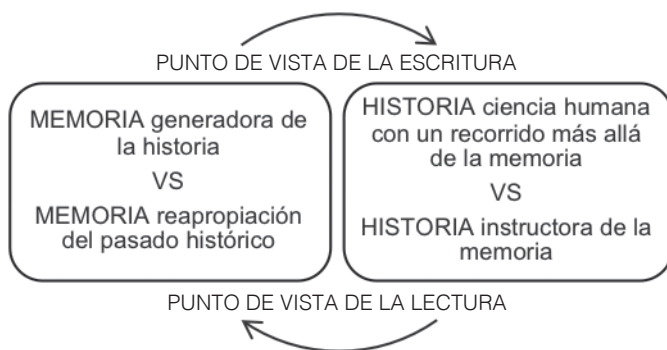 PUNTO DE VISTA DE LA ESCRITURA
MEMORIA generadora de
la historia
VS
MEMORIA reapropiación
del pasado histórico
HISTORIA ciencia humana
con un recorrido más allá
de la memoria
VS
HISTORIA instructora de la
memoria
PUNTO DE VISTA DE LA LECTURA